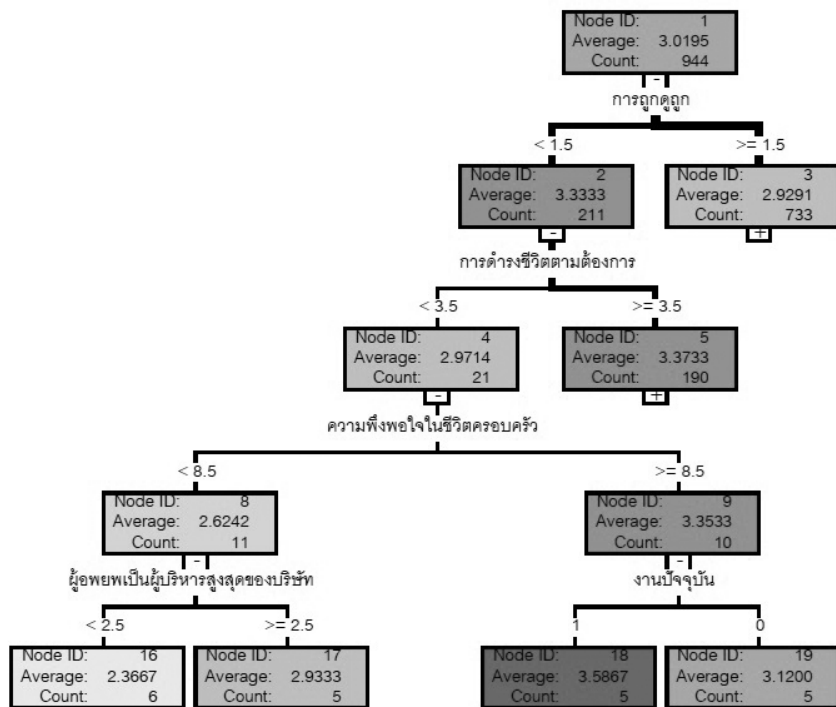 Node ID: 1
Average: 3.0195
Count: 944
-
การถูกดูถูก
< 1.5 >= 1.5
Node ID: 2 Node ID: 3
Average: 3.3333 Average: 2.9291
Count: 211 Count: 733
- +
การดำรงชีวิตตามต้องการ
< 3.5 >= 3.5
Node ID: 4 Node ID: 5
Average: 2.9714 Average: 3.3733
Count: 21 Count: 190
- +
ความพึงพอใจในชีวิตครอบครัว
< 8.5 >= 8.5
Node ID: 8 Node ID: 9
Average: 2.6242 Average: 3.3533
Count: 11 Count: 10
- -
ผู้อพยพเป็นผู้บริหารสูงสุดของบริษัท งานปัจจุบัน
< 2.5 >= 2.5 1 0
Node ID: 16 Node ID: 17 Node ID: 18 Node ID: 19
Average: 2.3667 Average: 2.9333 Average: 3.5867 Average: 3.1200
Count: 6 Count: 5 Count: 5 Count: 5